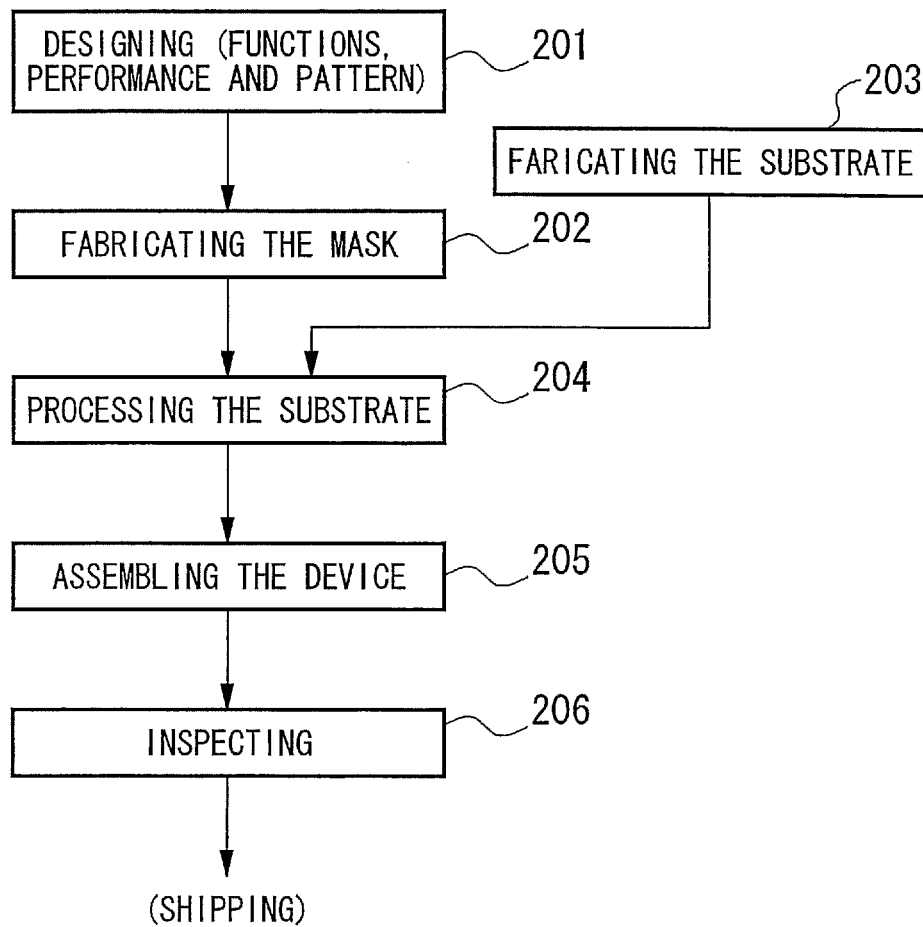 DESIGNING (FUNCTIONS,
PERFORMANCE AND PATTERN)
201
203
FARICATING THE SUBSTRATE
FABRICATING THE MASK
202
PROCESSING THE SUBSTRATE
204
ASSEMBLING THE DEVICE
205
INSPECTING
206
(SHIPPING)